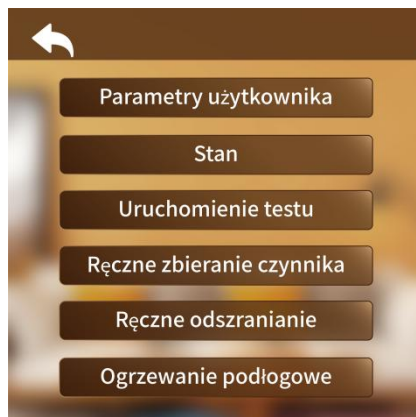 Parametry użytkownika
Stan
Uruchomienie testu
Ręczne zbieranie czynnika
Ręczne odszranianie
Ogrzewanie podłogowe